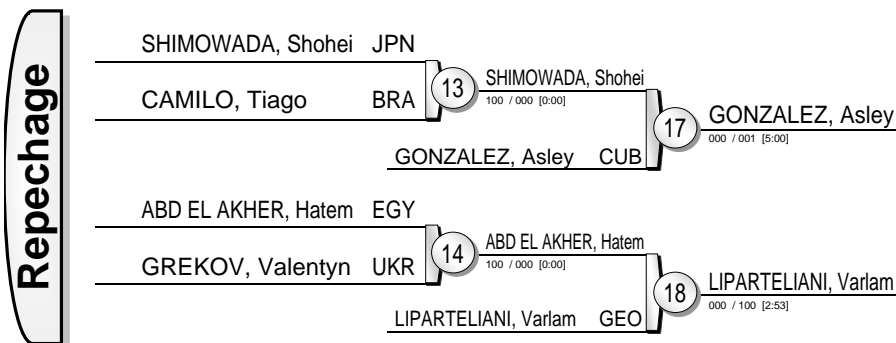 Repechage
SHIMOWADA, Shohei JPN
CAMILO, Tiago BRA
13
SHIMOWADA, Shohei
100 / 000 [0:00]
GONZALEZ, Asley CUB
17
GONZALEZ, Asley
000 / 001 [5:00]
ABD EL AKHER, Hatem EGY
GREKOV, Valentyn UKR
14
ABD EL AKHER, Hatem
100 / 000 [0:00]
LIPARTELIANI, Varlam GEO
18
LIPARTELIANI, Varlam
000 / 100 [2:53]